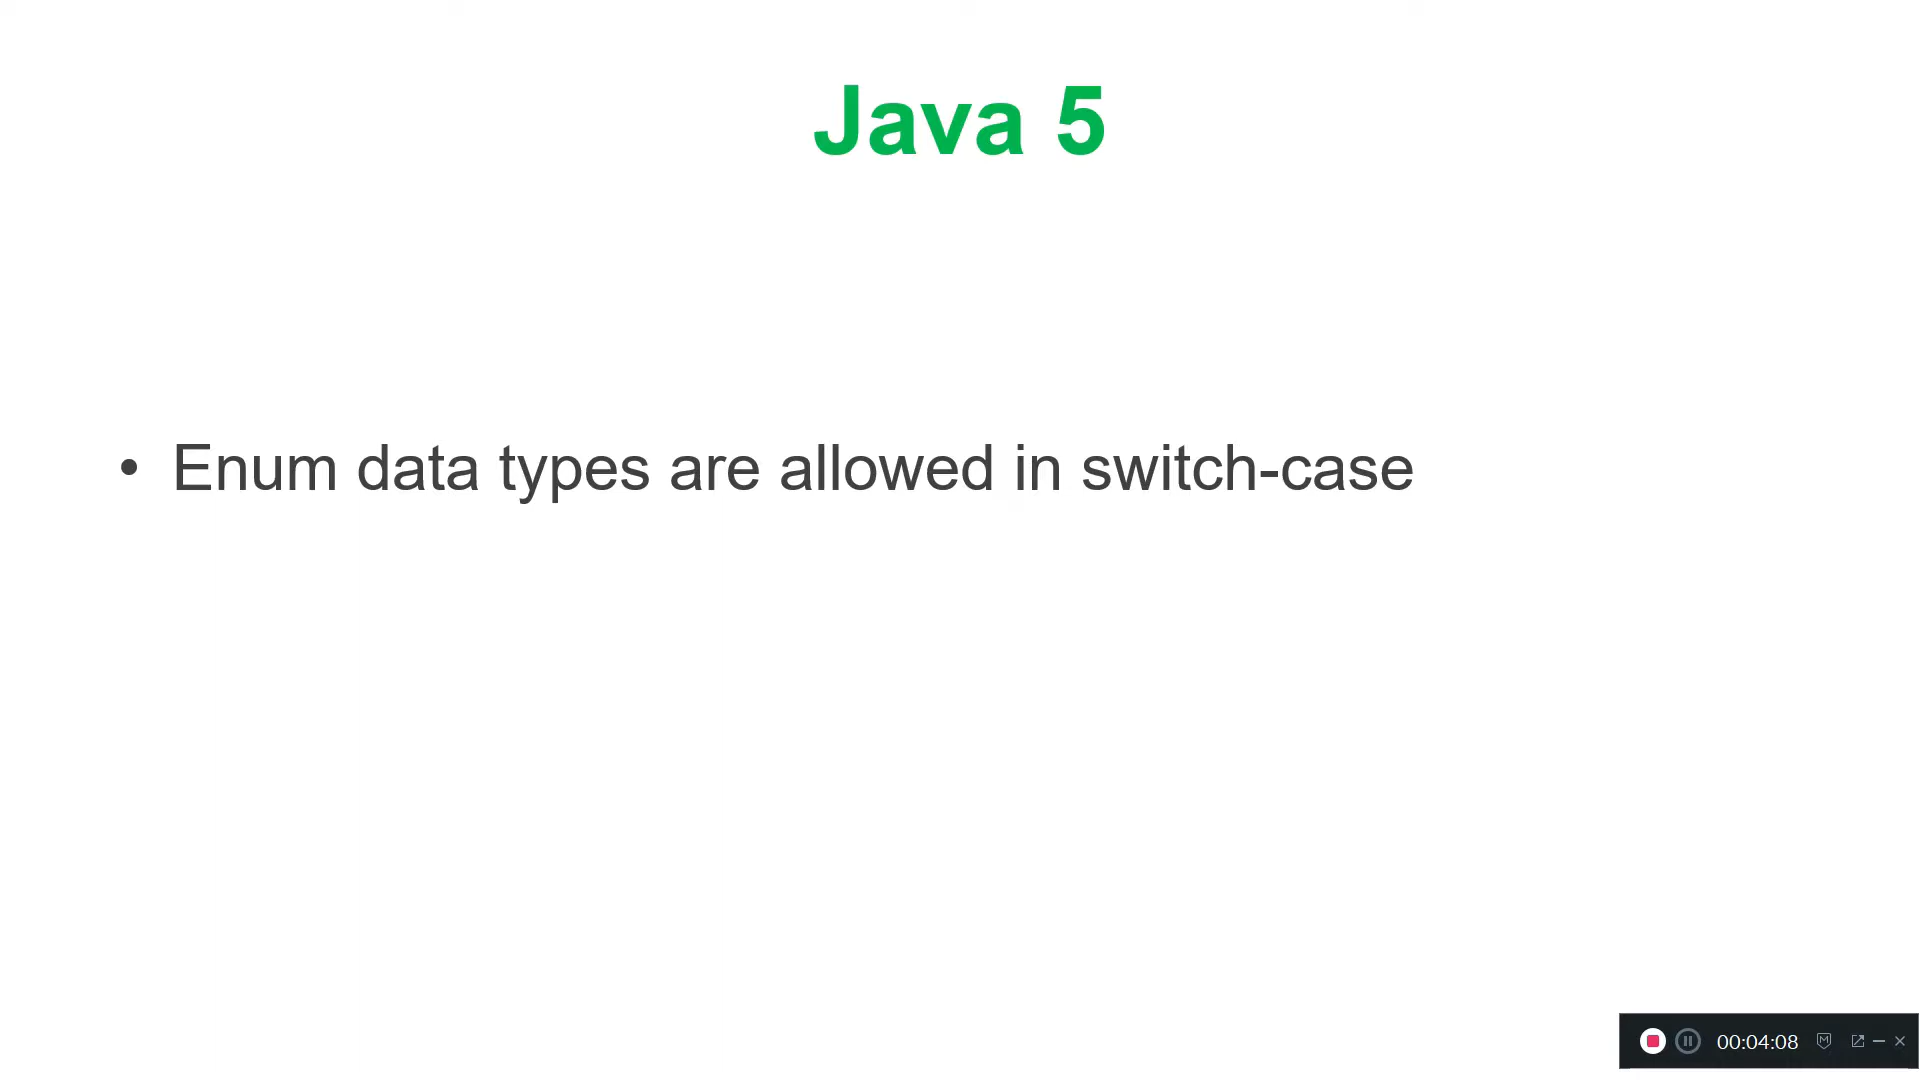 Java 5
• Enum data types are allowed in switch-case
00:04:08